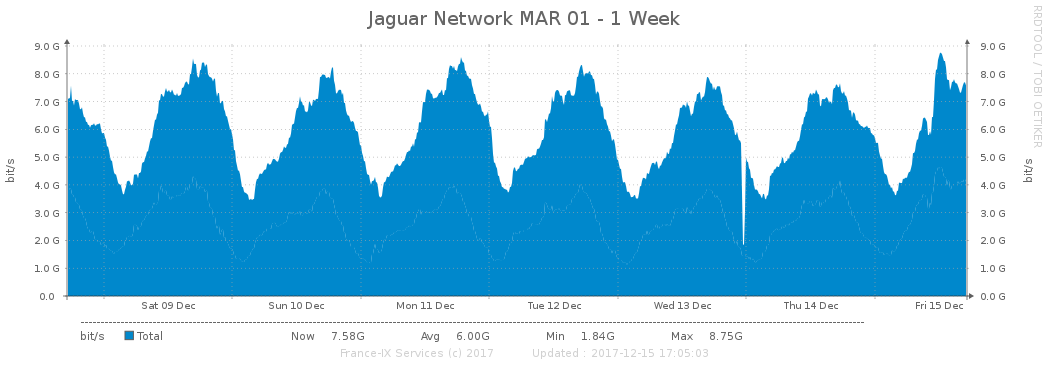 Jaguar Network MAR 01 - 1 Week
RRDTOOL / TOBI OETIKER
9.0 G 9.0 G
8.0 G 8.0 G
7.0 G 7.0 G
6.0 G 6.0 G
5.0 G 5.0 G
4.0 G 4.0 G
3.0 G 3.0 G
2.0 G 2.0 G
1.0 G 1.0 G
0.0 0.0 G
bit/s
bit/s
Sat 09 Dec Sun 10 Dec Mon 11 Dec Tue 12 Dec Wed 13 Dec Thu 14 Dec Fri 15 Dec
bit/s Total Now 7.58G Avg 6.00G Min 1.84G Max 8.75G
France-IX Services (c) 2017 Updated : 2017-12-15 17:05:03